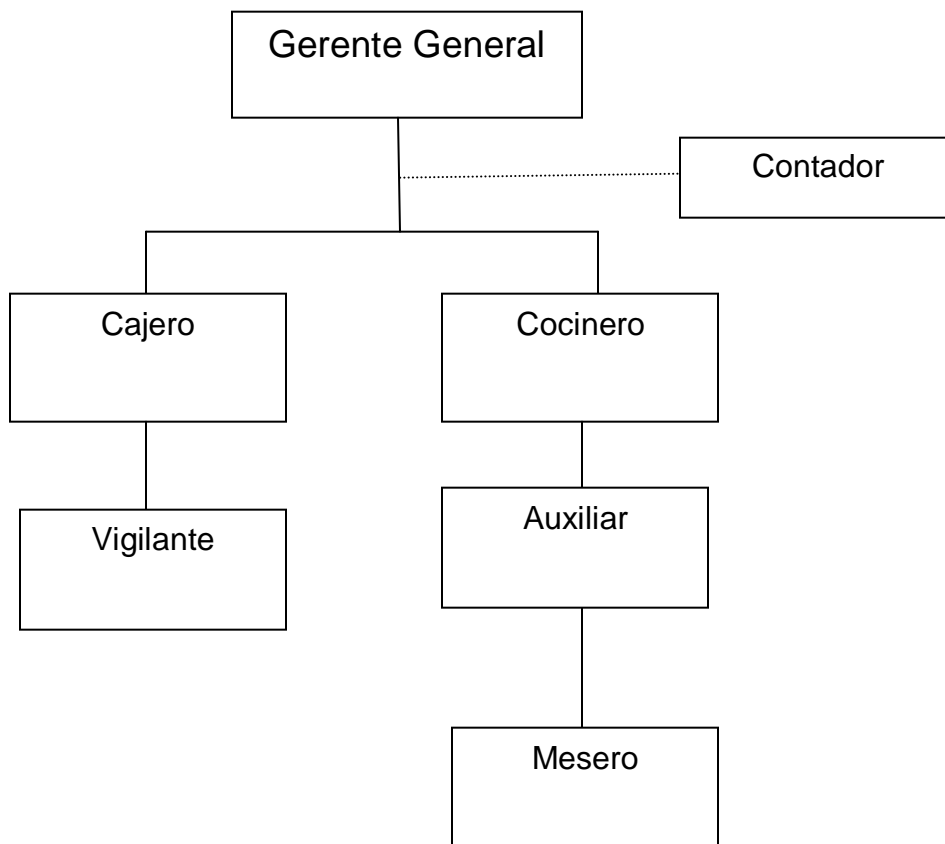 Gerente General
Contador
Cajero
Cocinero
Auxiliar
Vigilante
Mesero